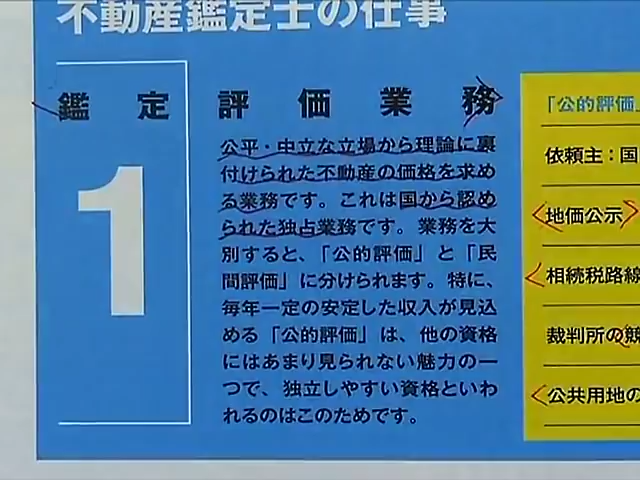 不動産鑑定士の仕事
鑑定評価業務
1
公平・中立な立場から理論に裏
付けられた不動産の価格を求め
る業務です。これは国から認め
られた独占業務です。業務を大
別すると、「公的評価」と「民
間評価」に分けられます。特に、
毎年一定の安定した収入が見込
める「公的評価」は、他の資格
にはあまり見られない魅力の一
つで、独立しやすい資格といわ
れるのはこのためです。
「公的評価
依頼主：国
地価公示
相続税路線
裁判所の競
公共用地の